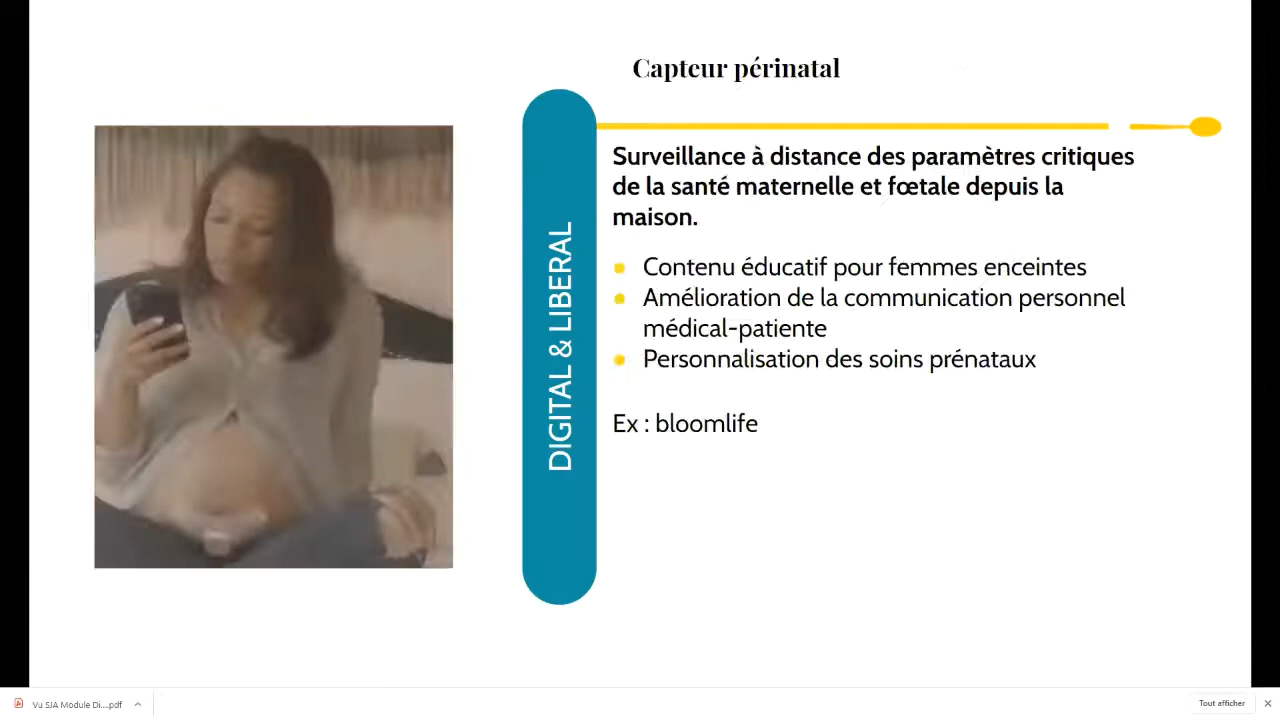 Capteur périnatal
DIGITAL & LIBERAL
Surveillance à distance des paramètres critiques
de la santé maternelle et fœtale depuis la
maison.
Contenu éducatif pour femmes enceintes
Amélioration de la communication personnel
médical-patiente
Personnalisation des soins prénataux
Ex : bloomlife
Vu SJA Module Di....pdf
Tout afficher